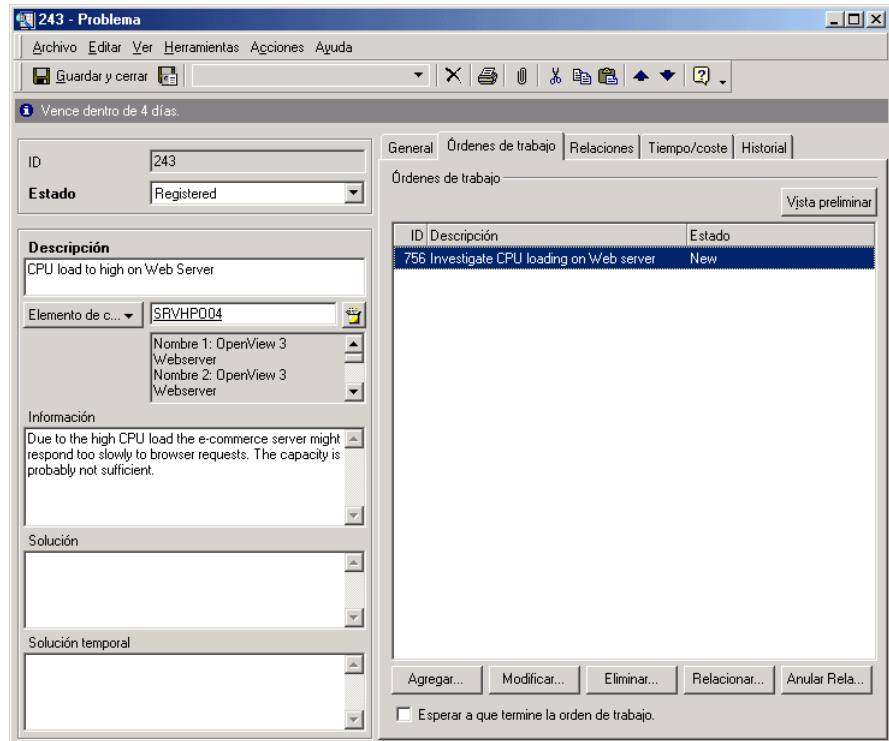 243 - Problema
Archivo Editar Ver Herramientas Acciones Ayuda
Guardar y cerrar
Vence dentro de 4 días.
ID 243
Estado Registered
Descripción
CPU load to high on Web Server
Elemento de c... SRVHPO04
Nombre 1: OpenView 3
Webserver
Nombre 2: OpenView 3
Webserver
Información
Due to the high CPU load the e-commerce server might
respond too slowly to browser requests. The capacity is
probably not sufficient.
Solución
Solución temporal
General Órdenes de trabajo Relaciones Tiempo/coste Historial
Órdenes de trabajo
Vista preliminar
ID Descripción Estado
756 Investigate CPU loading on Web server New
Agregar... Modificar... Eliminar... Relacionar... Anular Rela...
Esperar a que termine la orden de trabajo.